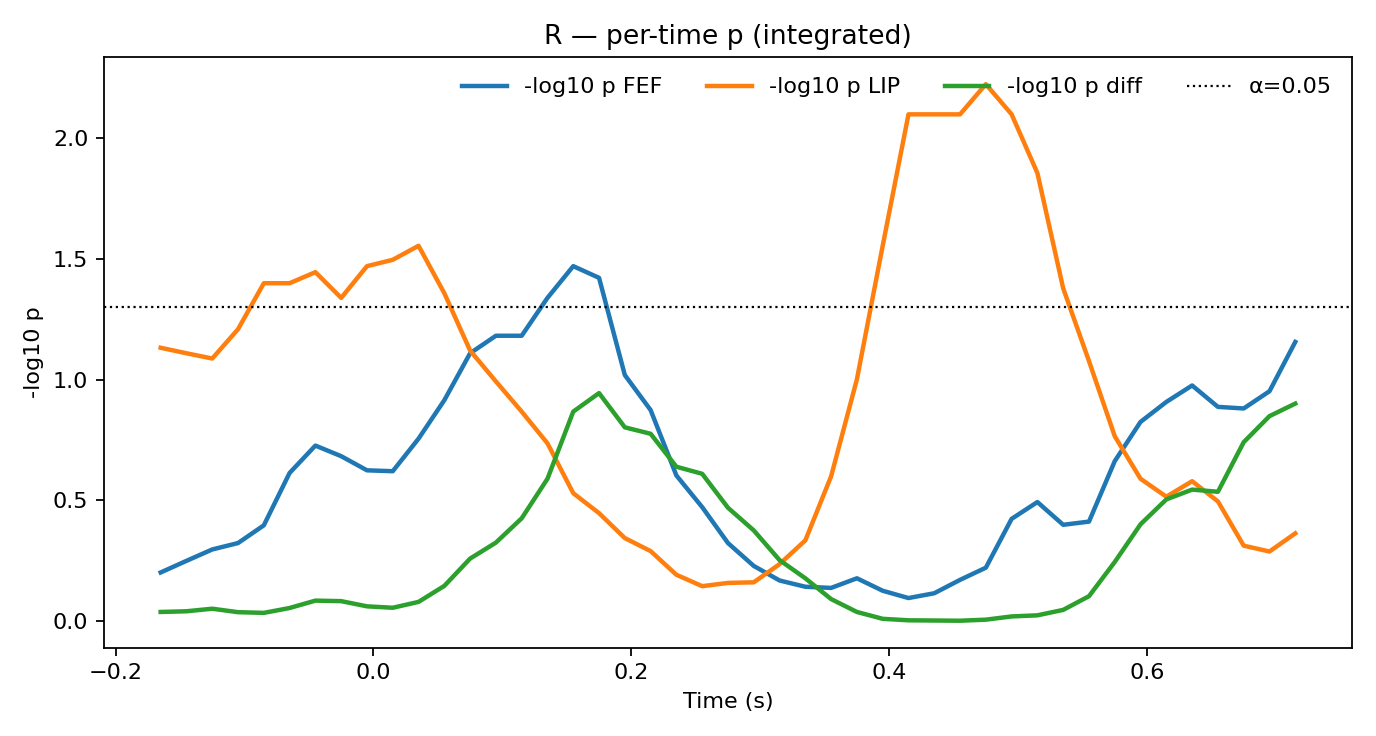 R — per-time p (integrated)
-log10 p FEF
-log10 p LIP
-log10 p diff
α=0.05
-log10 p
2.0
1.5
1.0
0.5
0.0
−0.2
0.0
0.2
0.4
0.6
Time (s)